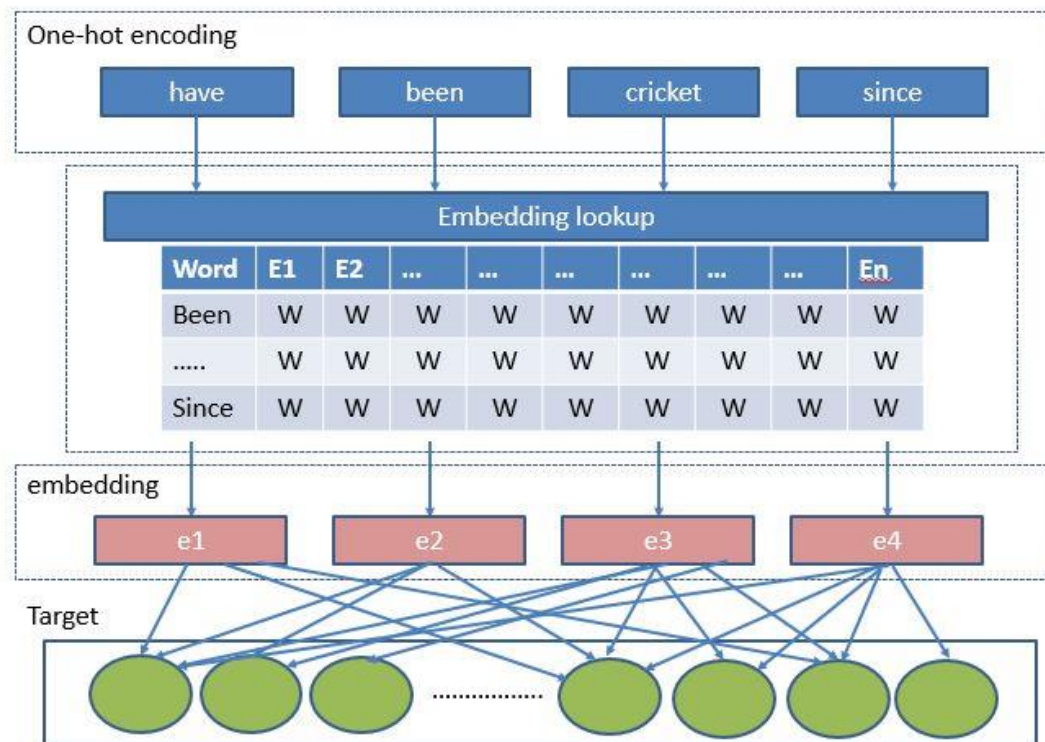 One-hot encoding
have been cricket since
Embedding lookup
Word E1 E2 ... ... ... ... ... ... En
Been W W W W W W W W W
..... W W W W W W W W W
Since W W W W W W W W W
embedding
e1 e2 e3 e4
Target
....................